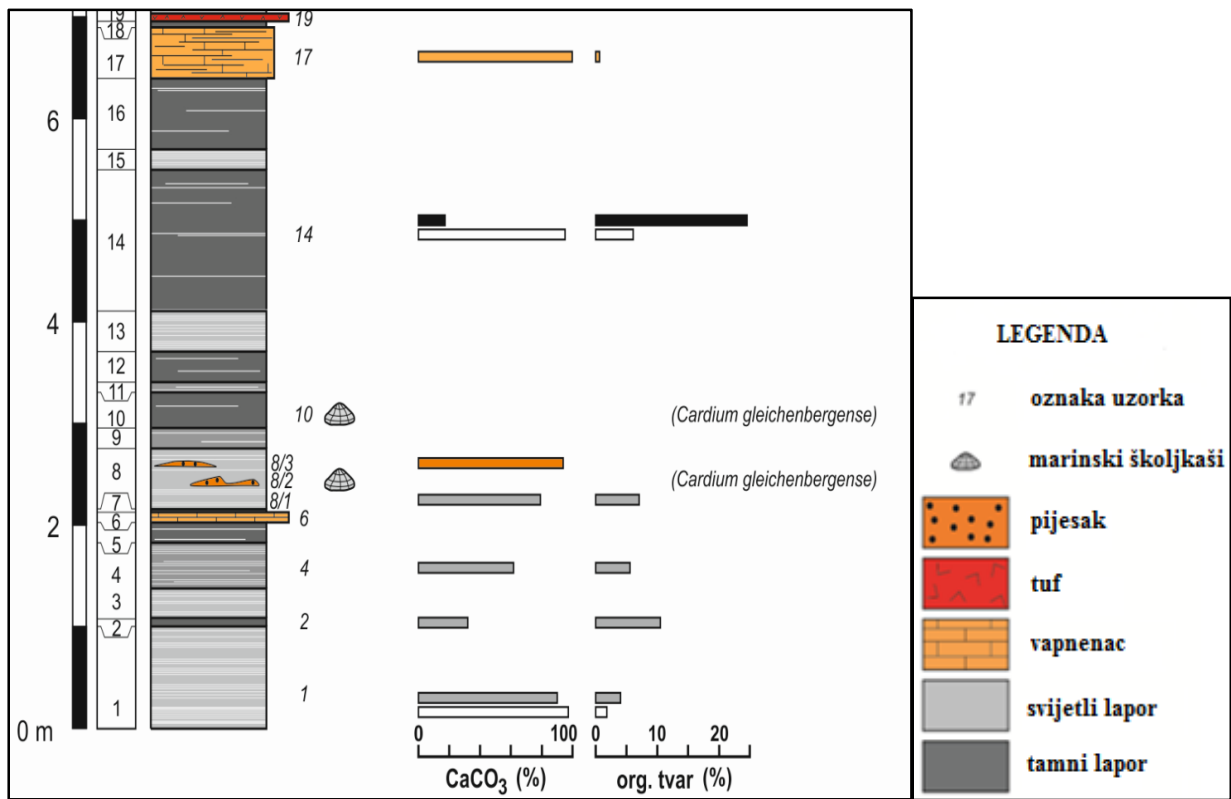 19 19
18
17 17
16
6
15
14 14
4
13
12
11
10 10 (Cardium gleichenbergense)
9
8 8/3
8/2 (Cardium gleichenbergense)
7 8/1
2
6 6
5
4 4
3
2 2
1 1
0 m
0 100 0 10 20
CaCO₃ (%) org. tvar (%)
LEGENDA
17 oznaka uzorka
marinski školjkaši
pijesak
tuf
vapnenac
svijetli lapor
tamni lapor